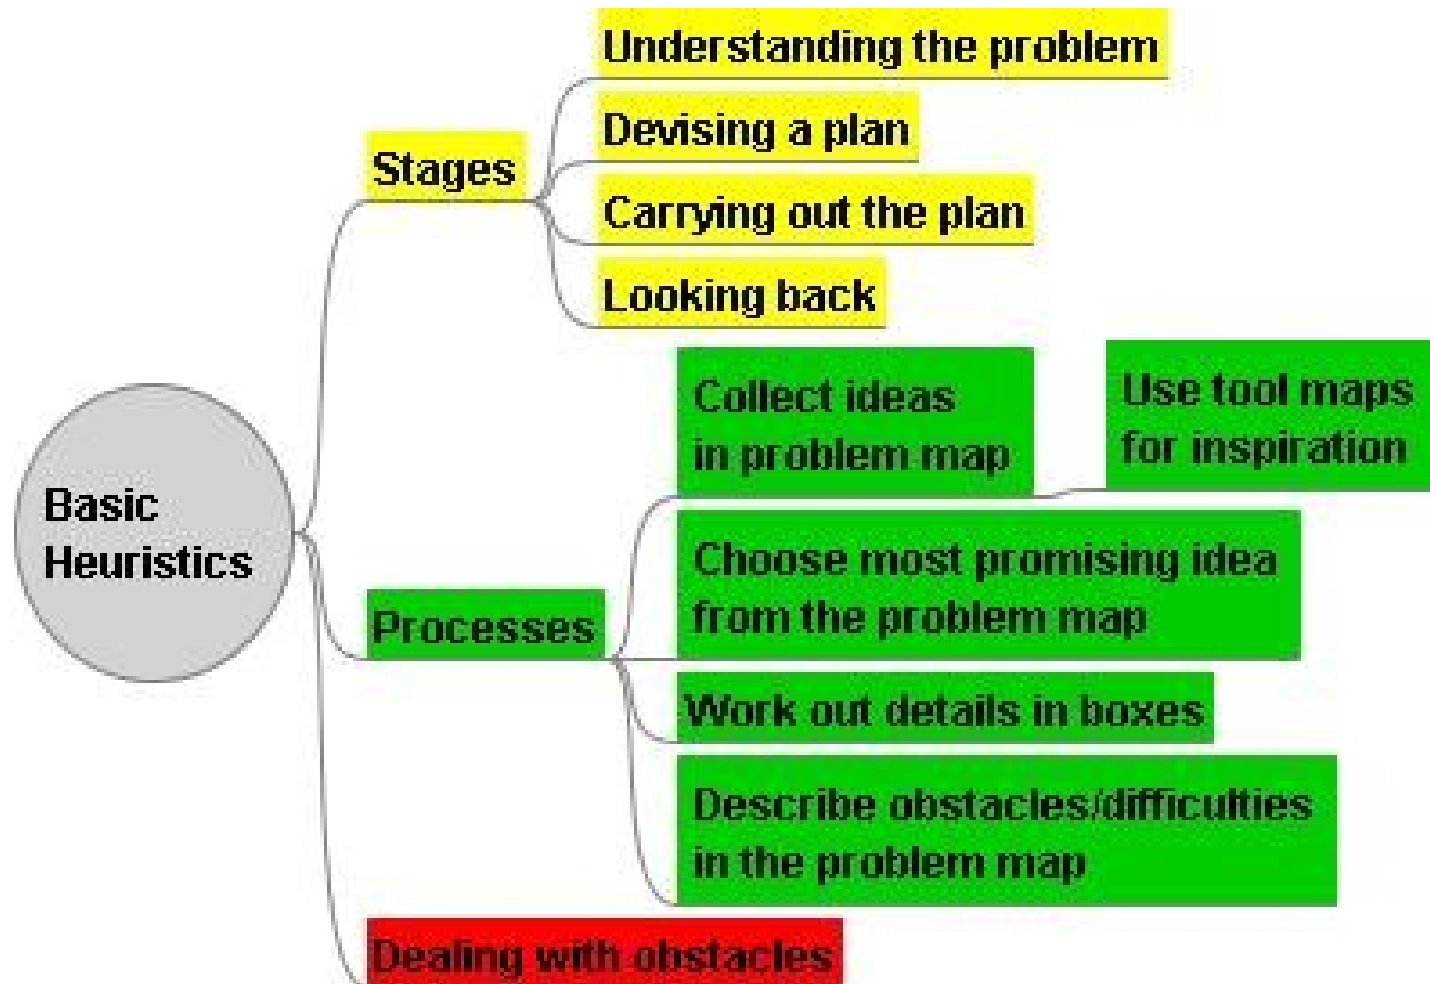 Understanding the problem
Devising a plan
Stages
Carrying out the plan
Looking back
Collect ideas
in problem map
Use tool maps
for inspiration
Basic
Heuristics
Choose most promising idea
from the problem map
Processes
Work out details in boxes
Describe obstacles/difficulties
in the problem map
Dealing with obstacles